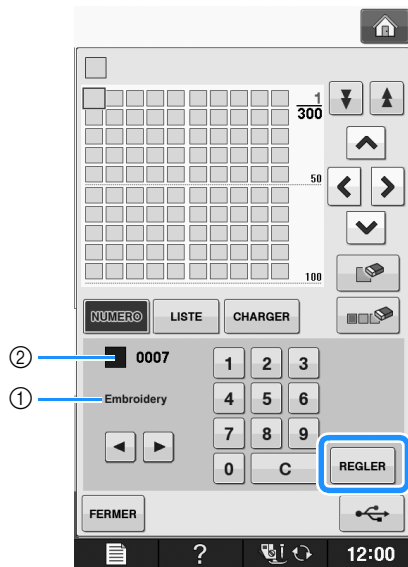 1
300
50
100
NUMERO LISTE CHARGER
② 0007 1 2 3
① Embroidery 4 5 6
7 8 9
0 C REGLER
FERMER
? 12:00